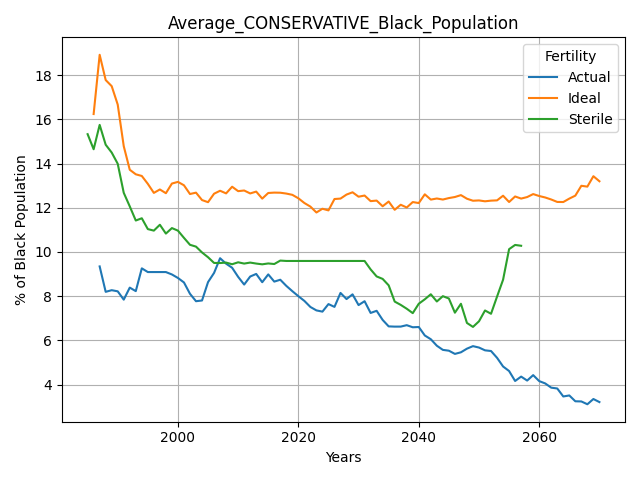 Average_CONSERVATIVE_Black_Population
Fertility
Actual
Ideal
Sterile
% of Black Population
18
16
14
12
10
8
6
4
2000 2020 2040 2060
Years